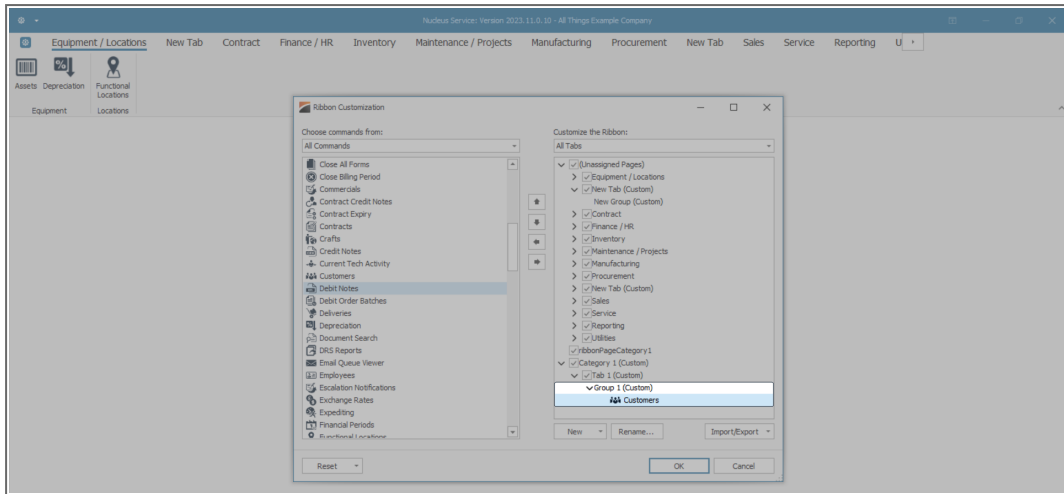 Nucleus Service: Version 2023.11.0.10 - All Things Example Company
Equipment / Locations New Tab Contract Finance / HR Inventory Maintenance / Projects Manufacturing Procurement New Tab Sales Service Reporting U
Assets Depreciation Functional Locations
Equipment Locations
Ribbon Customization
Choose commands from:
All Commands
Close All Forms
Close Billing Period
Commercials
Contract Credit Notes
Contract Expiry
Contracts
Crafts
Credit Notes
Current Tech Activity
Customers
Debit Notes
Debit Order Batches
Deliveries
Depreciation
Document Search
DRS Reports
Email Queue Viewer
Employees
Escalation Notifications
Exchange Rates
Expediting
Financial Periods
Functional Locations
Customize the Ribbon:
All Tabs
(Unassigned Pages)
Equipment / Locations
New Tab (Custom)
New Group (Custom)
Contract
Finance / HR
Inventory
Maintenance / Projects
Manufacturing
Procurement
New Tab (Custom)
Sales
Service
Reporting
Utilities
ribbonPageCategory1
Category 1 (Custom)
Tab 1 (Custom)
Group 1 (Custom)
Customers
New Rename... Import/Export
Reset OK Cancel